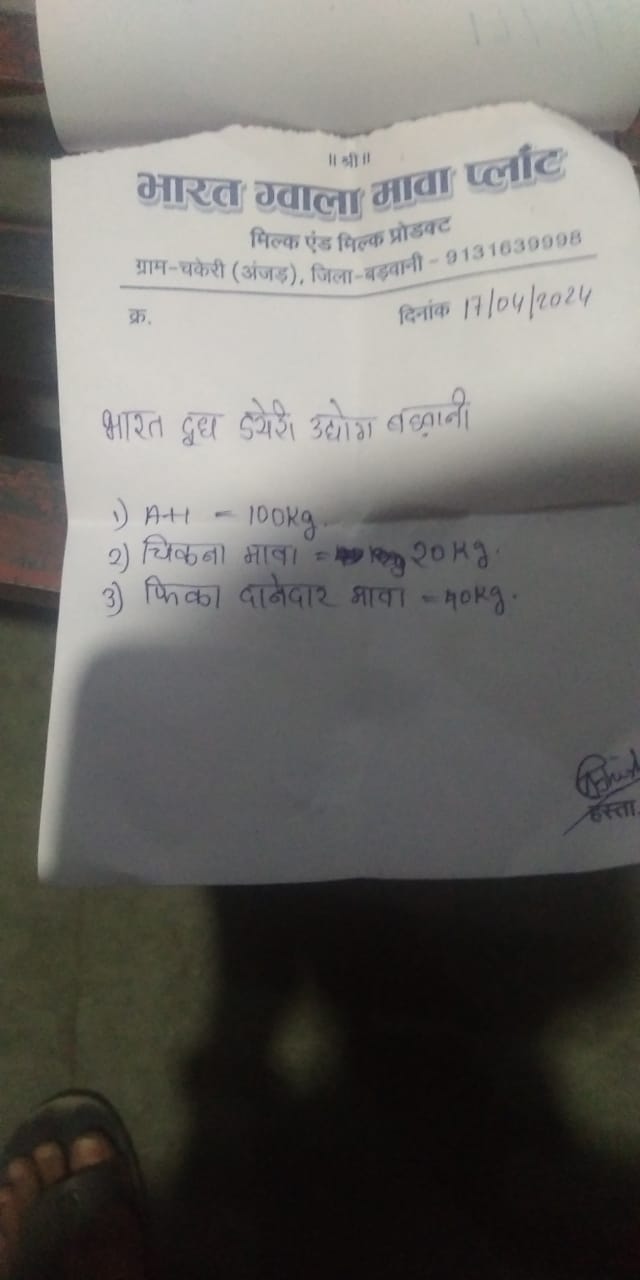 ॥ श्री ॥
भारत ग्वाला मावा प्लाँट
मिल्क एंड मिल्क प्रोडक्ट
ग्राम-चकेरी (अंजड़), जिला-बड़वानी - 9131639998
क्र. दिनांक 17/04/2024
भारत दूध डेयरी उद्योग बड़वानी
1) A+1 = 100Kg.
2) चिकना मावा = 20Kg.
3) फिका दानेदार मावा = 40Kg.
हस्ता.